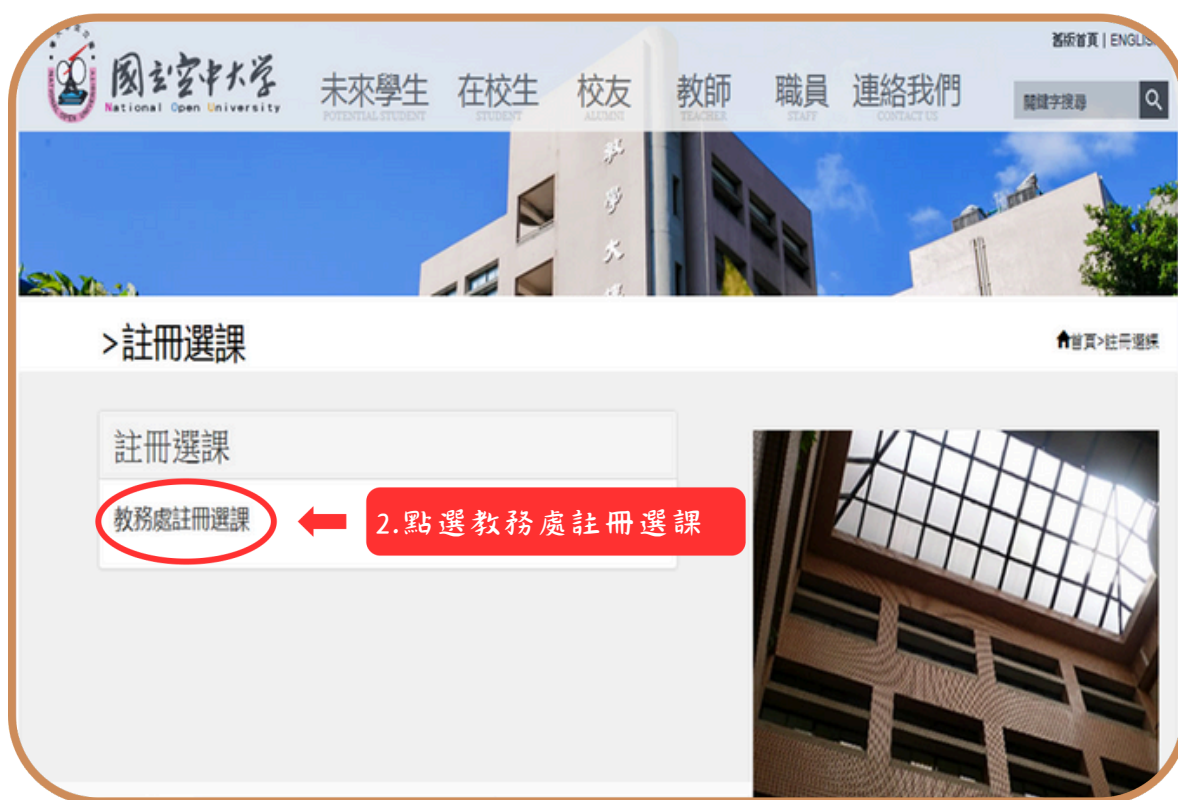 舊版首頁 | ENGLISH
國立空中大學
National Open University
未來學生 在校生 校友 教師 職員 連絡我們
POTENTIAL STUDENT STUDENT ALUMNI TEACHER STAFF CONTACT US
關鍵字搜尋
教學大
>註冊選課
首頁>註冊選課
註冊選課
教務處註冊選課
2.點選教務處註冊選課